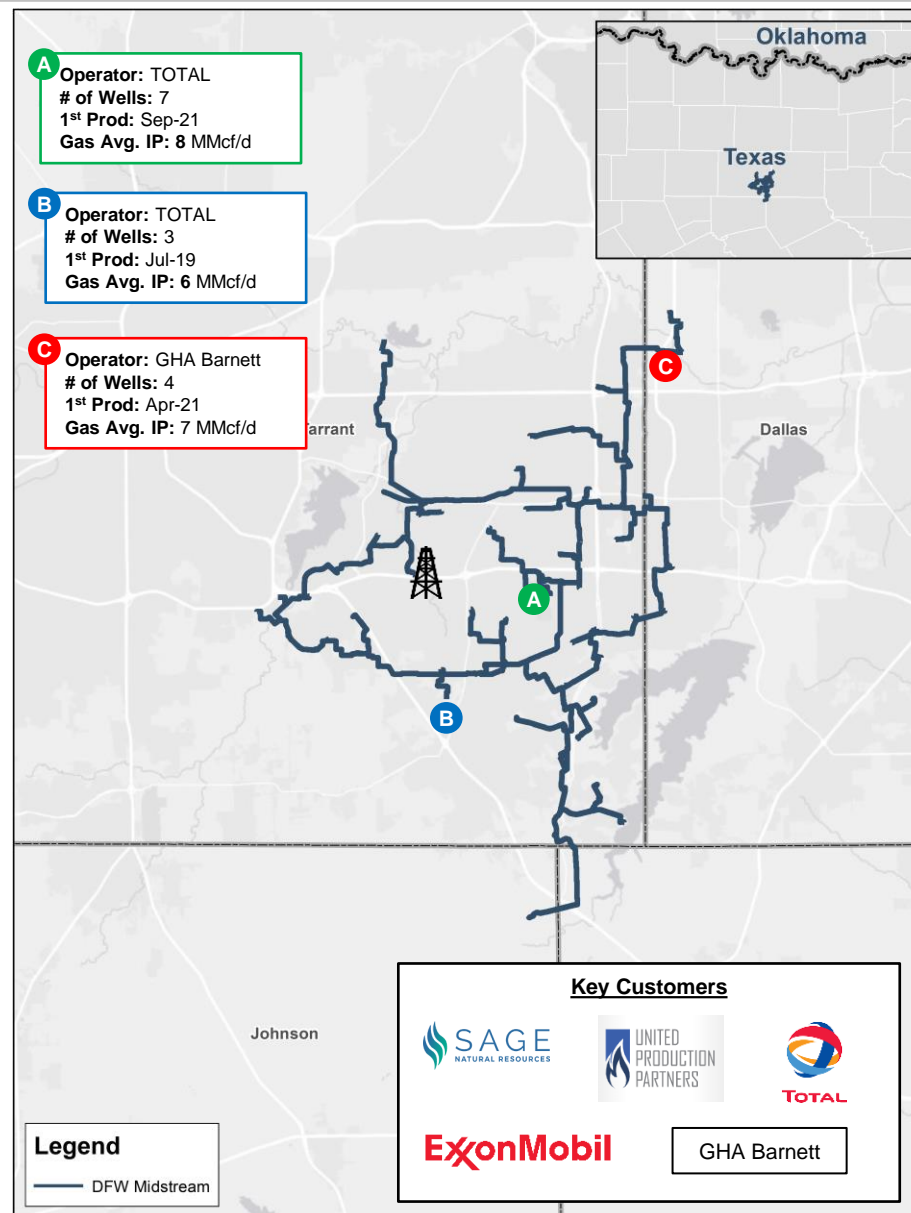 A
Operator: TOTAL
# of Wells: 7
1st Prod: Sep-21
Gas Avg. IP: 8 MMcf/d
B
Operator: TOTAL
# of Wells: 3
1st Prod: Jul-19
Gas Avg. IP: 6 MMcf/d
C
Operator: GHA Barnett
# of Wells: 4
1st Prod: Apr-21
Gas Avg. IP: 7 MMcf/d
Oklahoma
Texas
C
arrant
Dallas
A
B
Johnson
Key Customers
SAGE
NATURAL RESOURCES
UNITED
PRODUCTION
PARTNERS
TOTAL
ExxonMobil
GHA Barnett
Legend
DFW Midstream